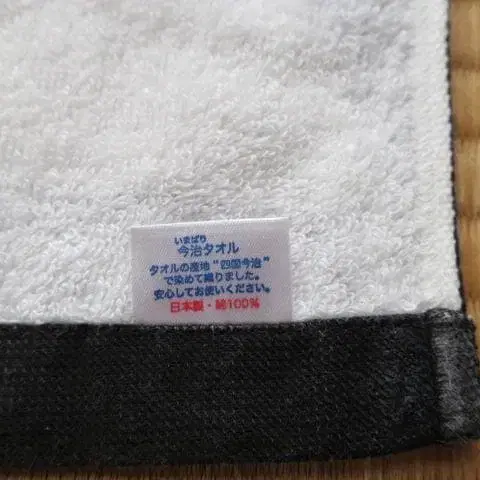 いまばり
今治タオル
タオルの産地"四国今治"
で染めて織りました。
安心してお使いください。
日本製・綿100%